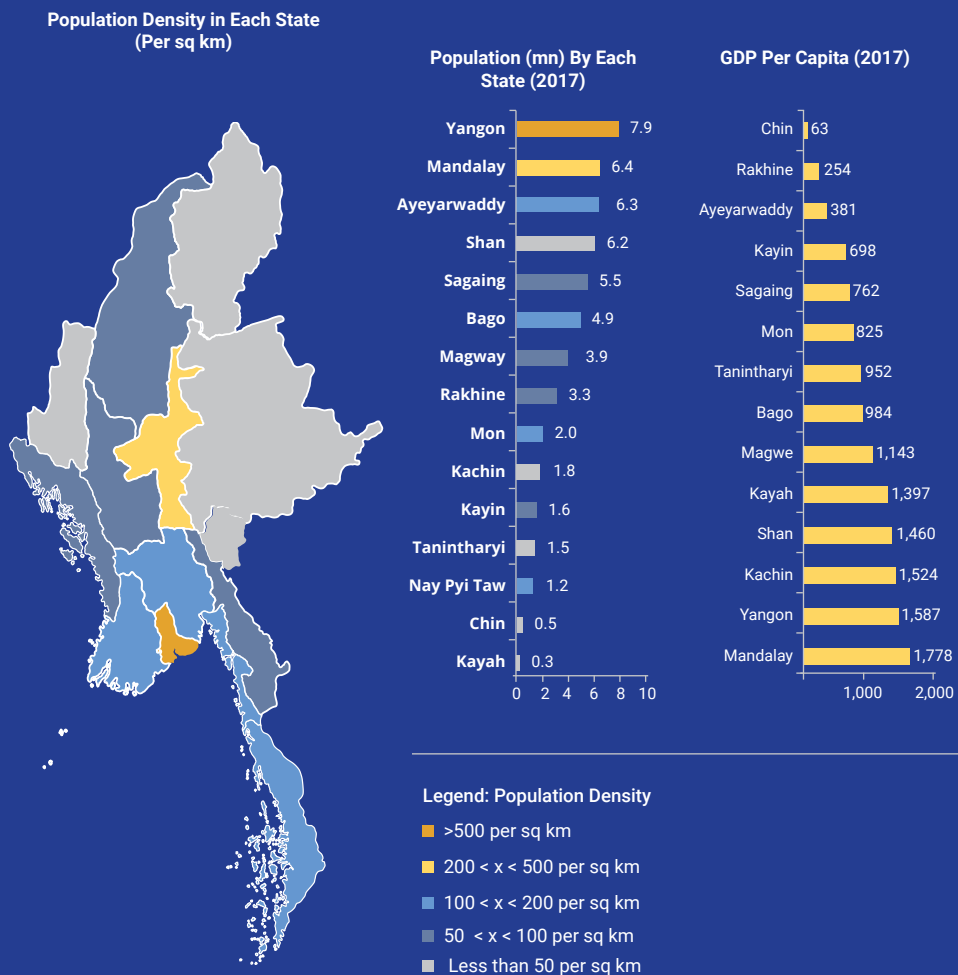 Population Density in Each State
(Per sq km)
Population (mn) By Each
State (2017)
Yangon 7.9
Mandalay 6.4
Ayeyarwaddy 6.3
Shan 6.2
Sagaing 5.5
Bago 4.9
Magway 3.9
Rakhine 3.3
Mon 2.0
Kachin 1.8
Kayin 1.6
Tanintharyi 1.5
Nay Pyi Taw 1.2
Chin 0.5
Kayah 0.3
0 2 4 6 8 10
GDP Per Capita (2017)
Chin 63
Rakhine 254
Ayeyarwaddy 381
Kayin 698
Sagaing 762
Mon 825
Tanintharyi 952
Bago 984
Magwe 1,143
Kayah 1,397
Shan 1,460
Kachin 1,524
Yangon 1,587
Mandalay 1,778
1,000 2,000
Legend: Population Density
>500 per sq km
200 < x < 500 per sq km
100 < x < 200 per sq km
50 < x < 100 per sq km
Less than 50 per sq km